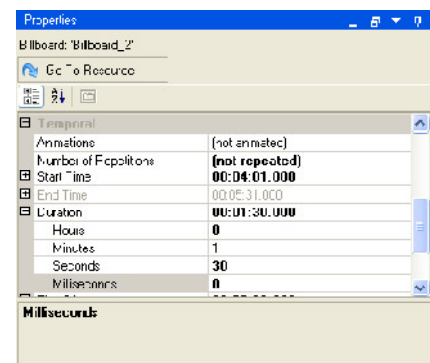 Properties
Billboard: 'Billboard_2'
Go To Resource
Temporal
Animations (not animated)
Number of Repetitions (not repeated)
Start Time 00:04:01.000
End Time 00:05:31.000
Duration 00:01:30.000
Hours 0
Minutes 1
Seconds 30
Milliseconds 0
Milliseconds